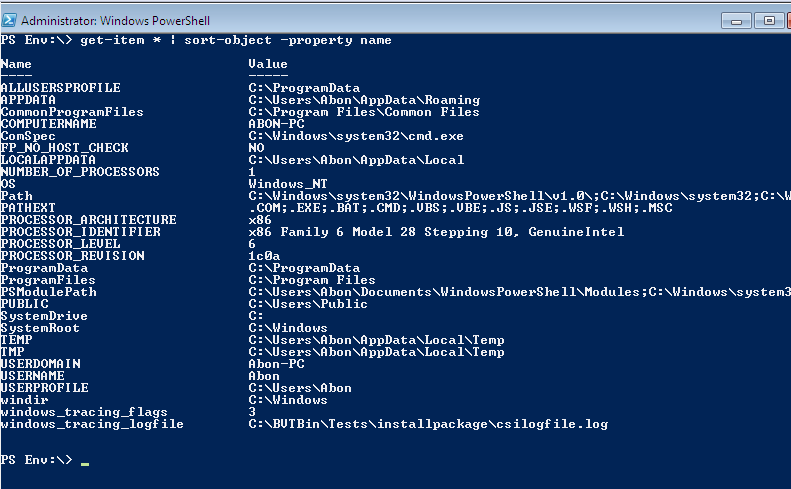 Administrator: Windows PowerShell
PS Env:\> get-item * | sort-object -property name
Name Value
---- -----
ALLUSERSPROFILE C:\ProgramData
APPDATA C:\Users\Abon\AppData\Roaming
CommonProgramFiles C:\Program Files\Common Files
COMPUTERNAME ABON-PC
ComSpec C:\Windows\system32\cmd.exe
FP_NO_HOST_CHECK NO
LOCALAPPDATA C:\Users\Abon\AppData\Local
NUMBER_OF_PROCESSORS 1
OS Windows_NT
Path C:\Windows\system32\WindowsPowerShell\v1.0\;C:\Windows\system32;C:\W
PATHEXT .COM;.EXE;.BAT;.CMD;.VBS;.VBE;.JS;.JSE;.WSF;.WSH;.MSC
PROCESSOR_ARCHITECTURE x86
PROCESSOR_IDENTIFIER x86 Family 6 Model 28 Stepping 10, GenuineIntel
PROCESSOR_LEVEL 6
PROCESSOR_REVISION 1c0a
ProgramData C:\ProgramData
ProgramFiles C:\Program Files
PSModulePath C:\Users\Abon\Documents\WindowsPowerShell\Modules;C:\Windows\system3
PUBLIC C:\Users\Public
SystemDrive C:
SystemRoot C:\Windows
TEMP C:\Users\Abon\AppData\Local\Temp
TMP C:\Users\Abon\AppData\Local\Temp
USERDOMAIN Abon-PC
USERNAME Abon
USERPROFILE C:\Users\Abon
windir C:\Windows
windows_tracing_flags 3
windows_tracing_logfile C:\BVTBin\Tests\installpackage\csilogfile.log
PS Env:\> _